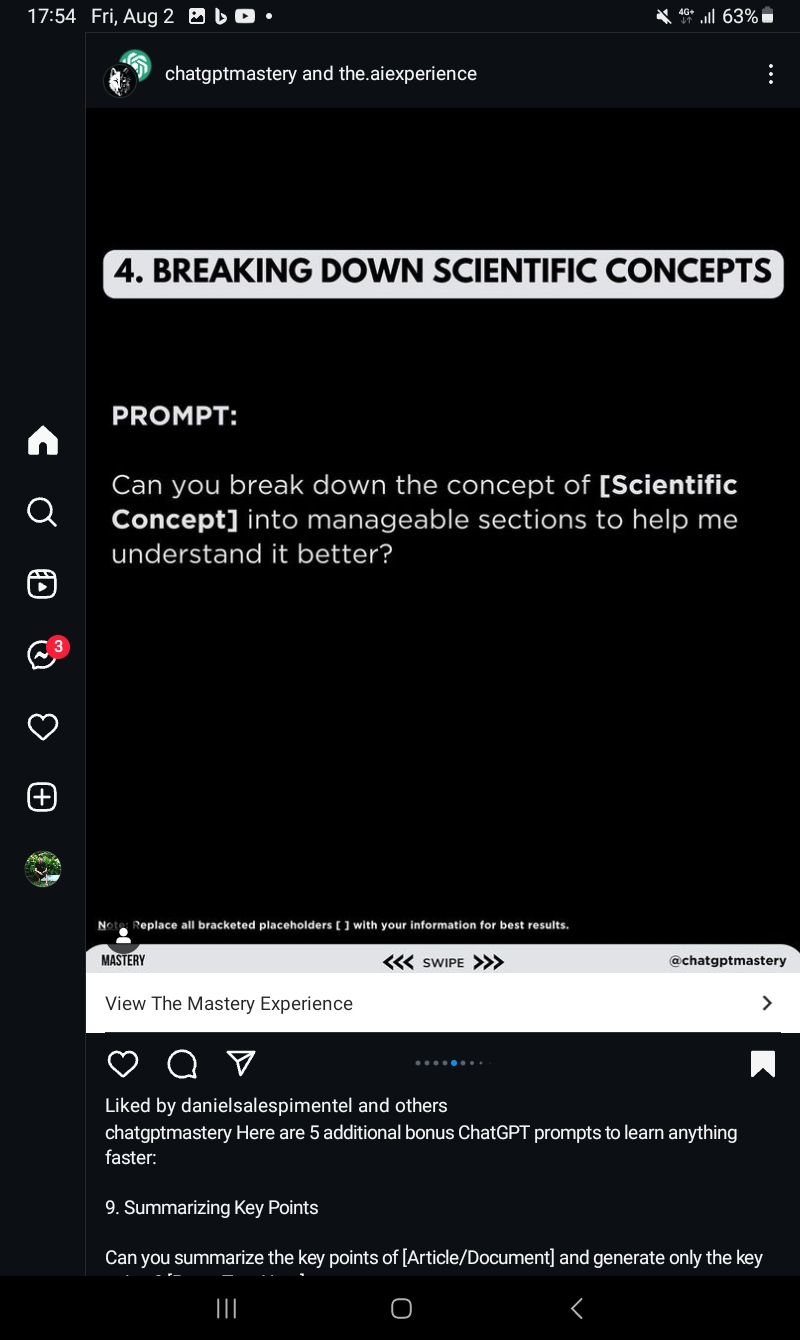 17:54 Fri, Aug 2 4G+ 63%
chatgptmastery and the.aiexperience
4. BREAKING DOWN SCIENTIFIC CONCEPTS
PROMPT:
Can you break down the concept of [Scientific
Concept] into manageable sections to help me
understand it better?
3
Note: Replace all bracketed placeholders [ ] with your information for best results.
MASTERY <<< SWIPE >>> @chatgptmastery
View The Mastery Experience
Liked by danielsalespimentel and others
chatgptmastery Here are 5 additional bonus ChatGPT prompts to learn anything
faster:
9. Summarizing Key Points
Can you summarize the key points of [Article/Document] and generate only the key